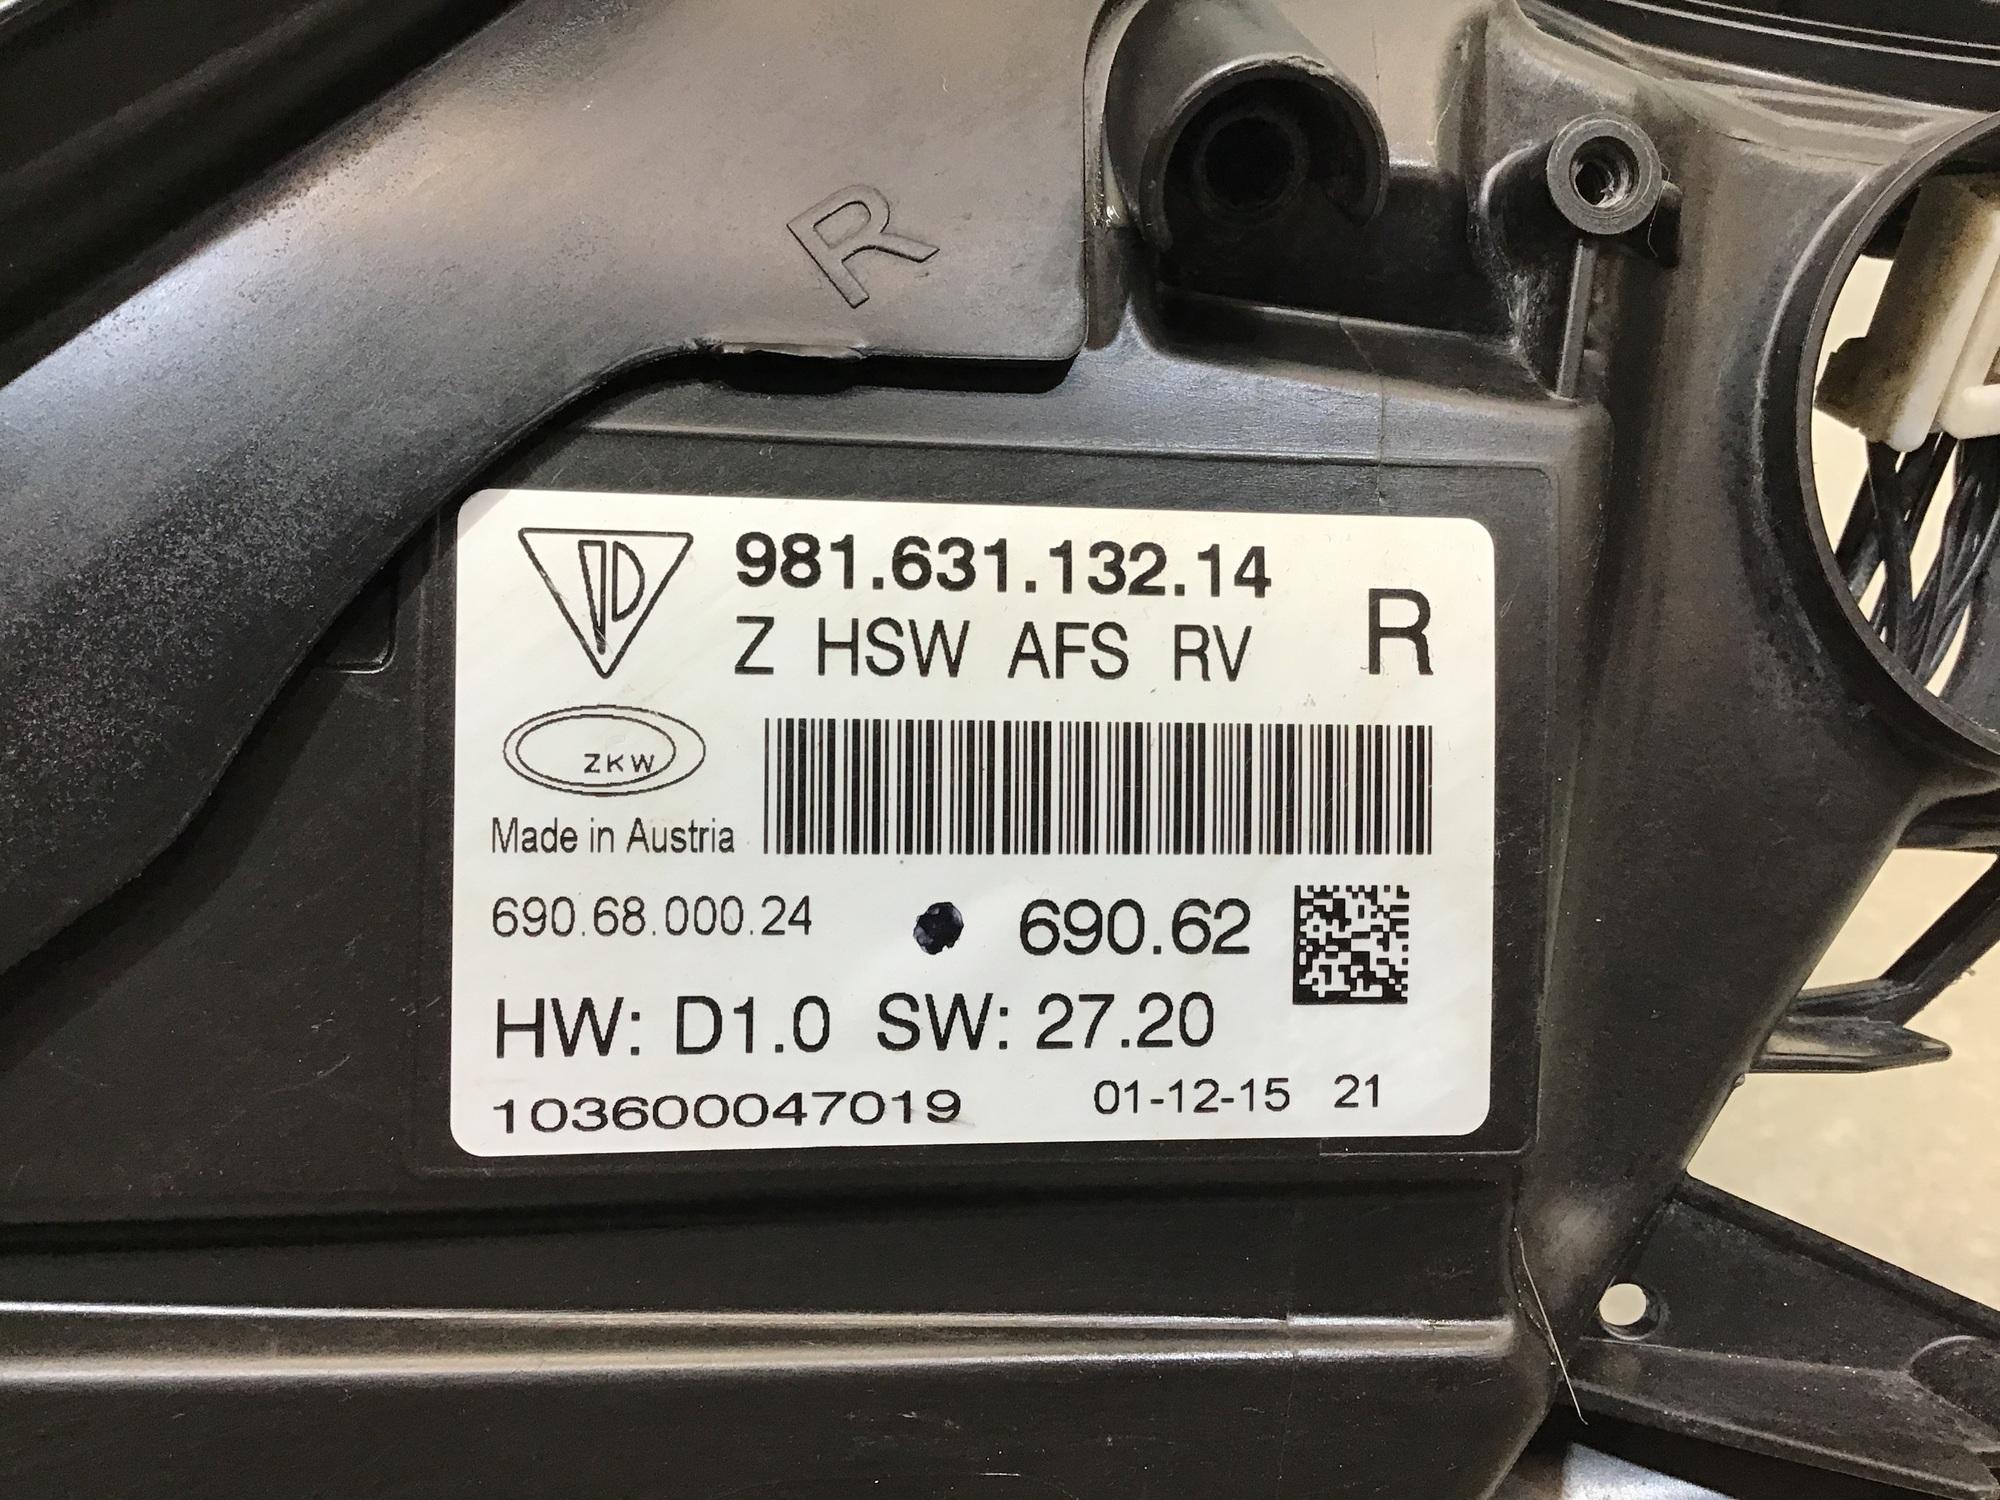 R
981.631.132.14
Z HSW AFS RV R
ZKW
Made in Austria
690.68.000.24 690.62
HW: D1.0 SW: 27.20
103600047019 01-12-15 21